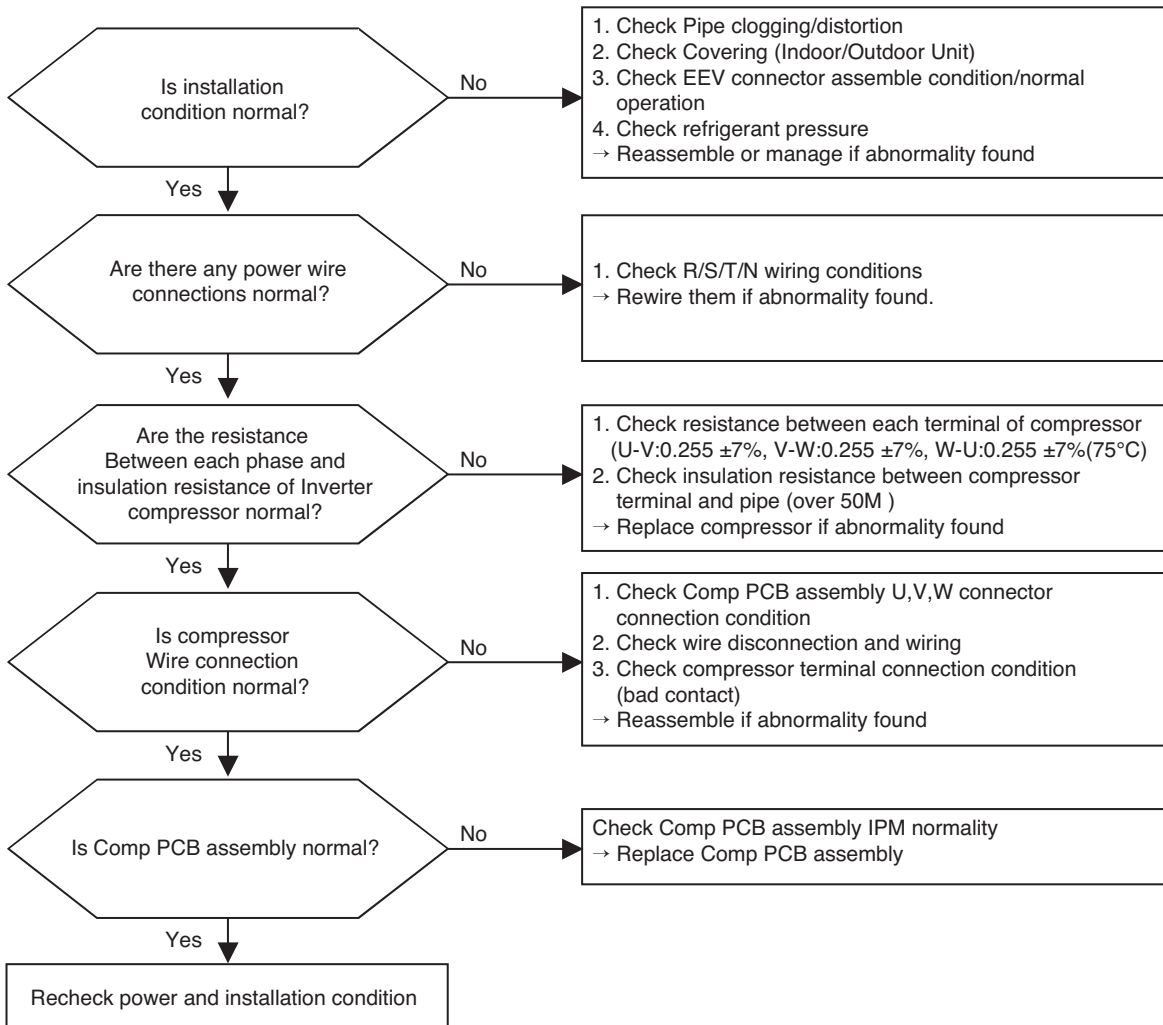 Is installation
condition normal?
No
1. Check Pipe clogging/distortion
2. Check Covering (Indoor/Outdoor Unit)
3. Check EEV connector assemble condition/normal
operation
4. Check refrigerant pressure
→ Reassemble or manage if abnormality found
Yes
Are there any power wire
connections normal?
No
1. Check R/S/T/N wiring conditions
→ Rewire them if abnormality found.
Yes
Are the resistance
Between each phase and
insulation resistance of Inverter
compressor normal?
No
1. Check resistance between each terminal of compressor
(U-V:0.255 ±7%, V-W:0.255 ±7%, W-U:0.255 ±7%(75°C)
2. Check insulation resistance between compressor
terminal and pipe (over 50M )
→ Replace compressor if abnormality found
Yes
Is compressor
Wire connection
condition normal?
No
1. Check Comp PCB assembly U,V,W connector
connection condition
2. Check wire disconnection and wiring
3. Check compressor terminal connection condition
(bad contact)
→ Reassemble if abnormality found
Yes
Is Comp PCB assembly normal?
No
Check Comp PCB assembly IPM normality
→ Replace Comp PCB assembly
Yes
Recheck power and installation condition